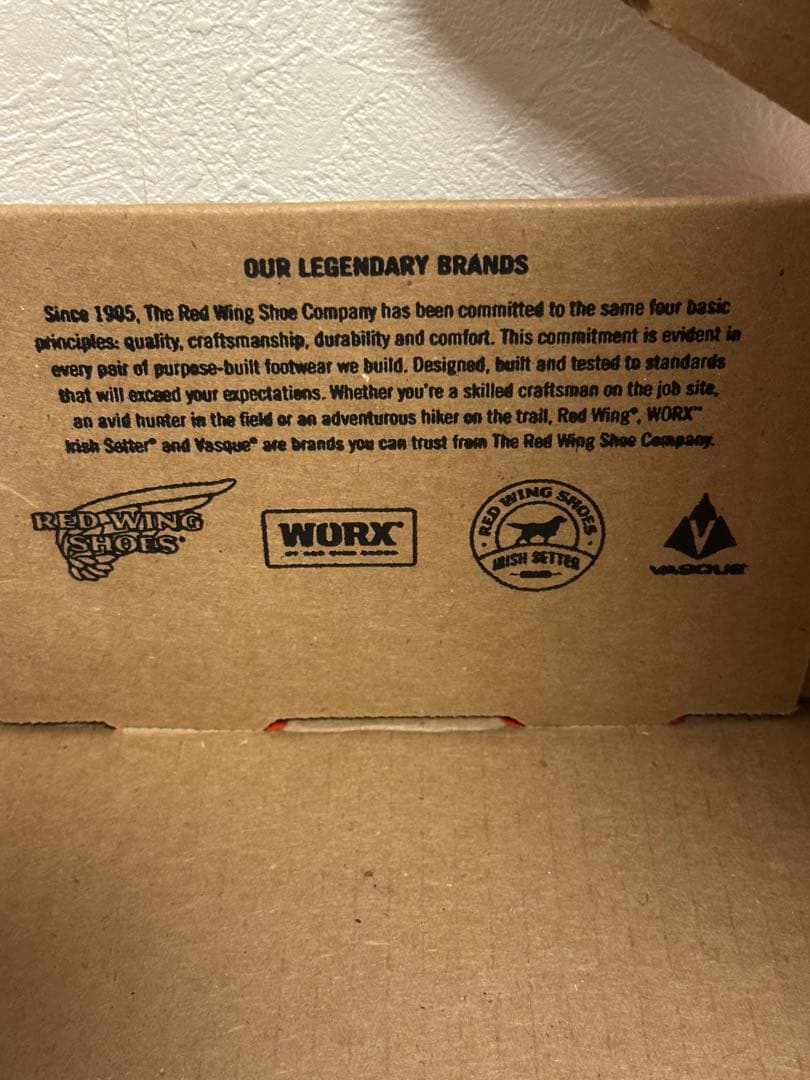 OUR LEGENDARY BRANDS
Since 1905, The Red Wing Shoe Company has been committed to the same four basic
principles: quality, craftsmanship, durability and comfort. This commitment is evident in
every pair of purpose-built footwear we build. Designed, built and tested to standards
that will exceed your expectations. Whether you're a skilled craftsman on the job site,
an avid hunter in the field or an adventurous hiker on the trail, Red Wing®, WORX™
Irish Setter® and Vasque® are brands you can trust from The Red Wing Shoe Company.
RED WING
SHOES®
WORX®
BY RED WING SHOES
RED WING SHOES
IRISH SETTER
V
VASQUE